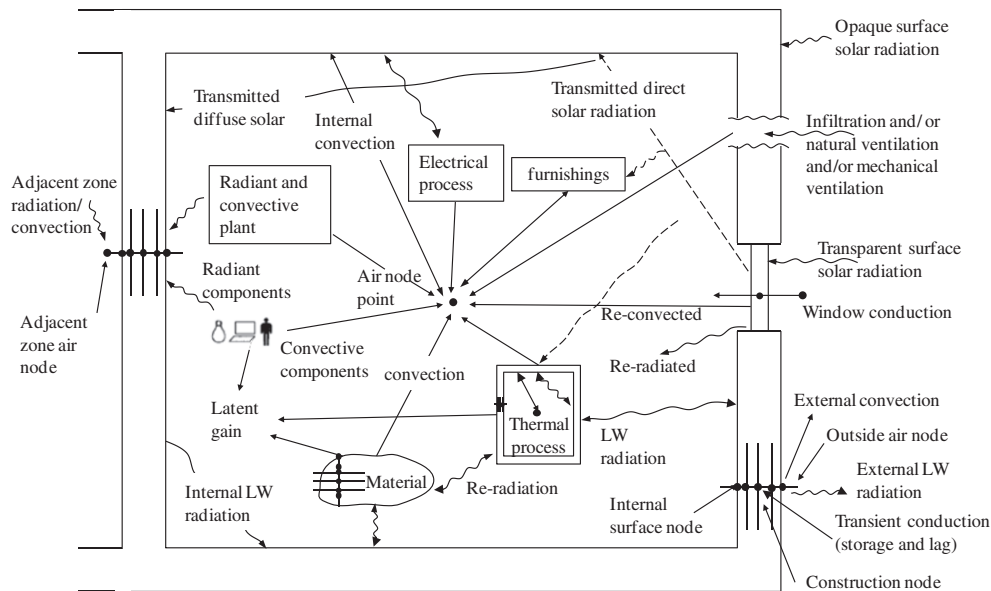 Opaque surface
solar radiation
Transmitted
diffuse solar
Internal
convection
Transmitted direct
solar radiation
Infiltration and/ or
natural ventilation
and/or mechanical
ventilation
Electrical
process
furnishings
Adjacent zone
radiation/
convection
Radiant and
convective
plant
Transparent surface
solar radiation
Radiant
components
Air node
point
Re-convected
Window conduction
Adjacent
zone air
node
Convective
components
convection
Re-radiated
Latent
gain
Thermal
process
LW
radiation
External convection
Outside air node
External LW
radiation
Internal LW
radiation
Material
Re-radiation
Internal
surface node
Transient conduction
(storage and lag)
Construction node